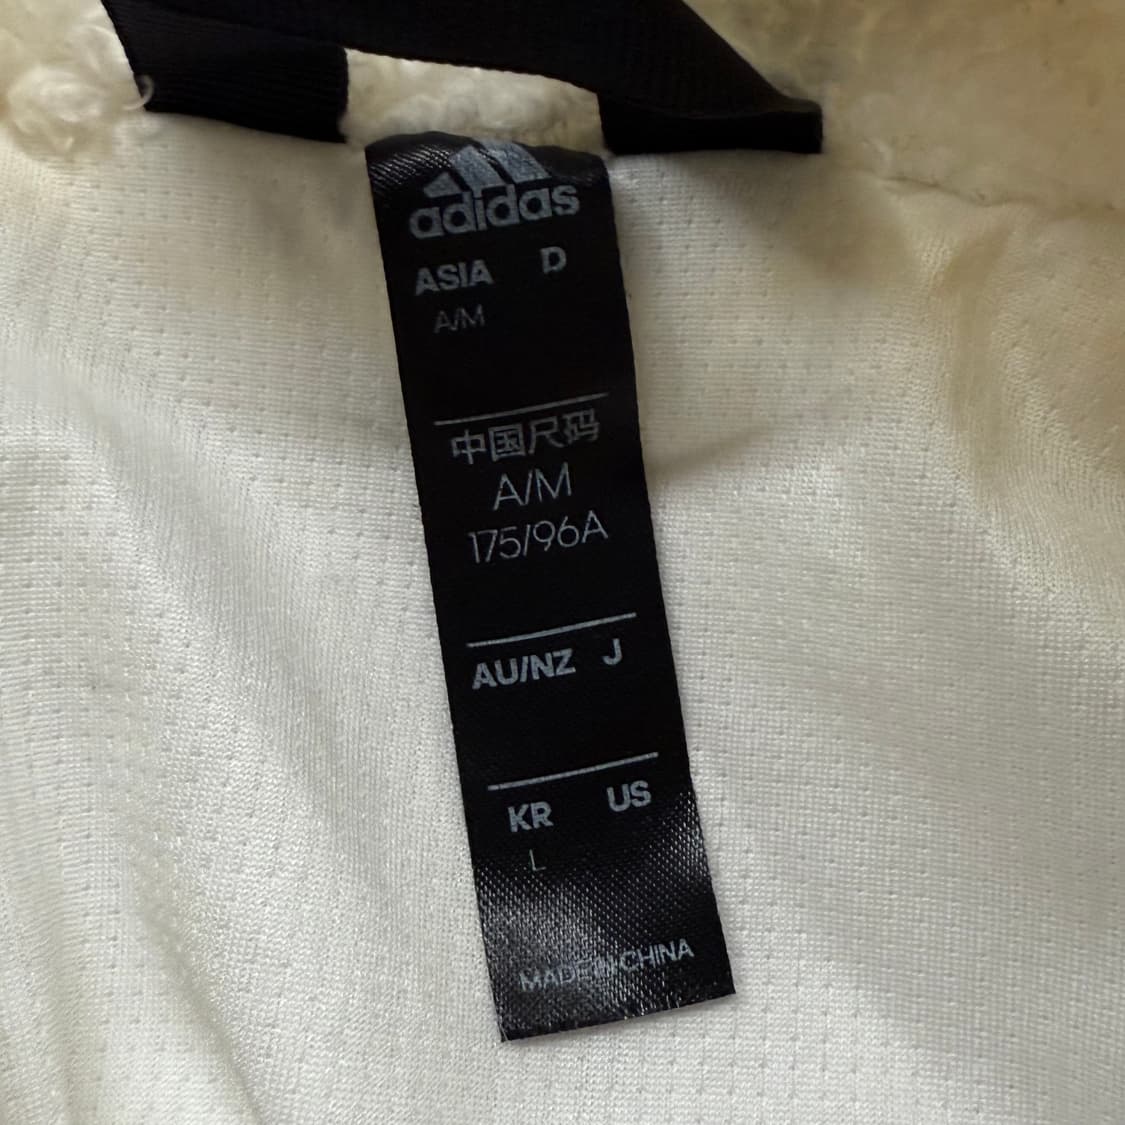 adidas
ASIA D
A/M
中国尺码
A/M
175/96A
AU/NZ J
KR US
L
MADE IN CHINA